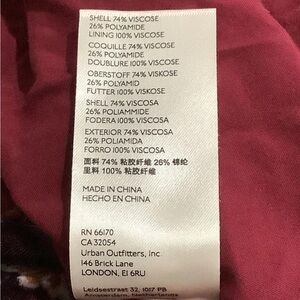 SHELL 74% VISCOSE
26% POLYAMIDE
LINING 100% VISCOSE
COQUILLE 74% VISCOSE
26% POLYAMIDE
DOUBLURE 100% VISCOSE
OBERSTOFF 74% VISKOSE
26% POLYAMID
FUTTER 100% VISKOSE
SHELL 74% VISCOSA
26% POLIAMMIDE
FODERA 100% VISCOSA
EXTERIOR 74% VISCOSA
26% POLIAMIDA
FORRO 100% VISCOSA
面料 74% 粘胶纤维 26% 锦纶
里料 100% 粘胶纤维
MADE IN CHINA
HECHO EN CHINA
RN 66170
CA 32054
Urban Outfitters, Inc
146 Brick Lane
LONDON, E1 6RU
Leidsestraat 32, 1017 PB
Amsterdam, Netherlands